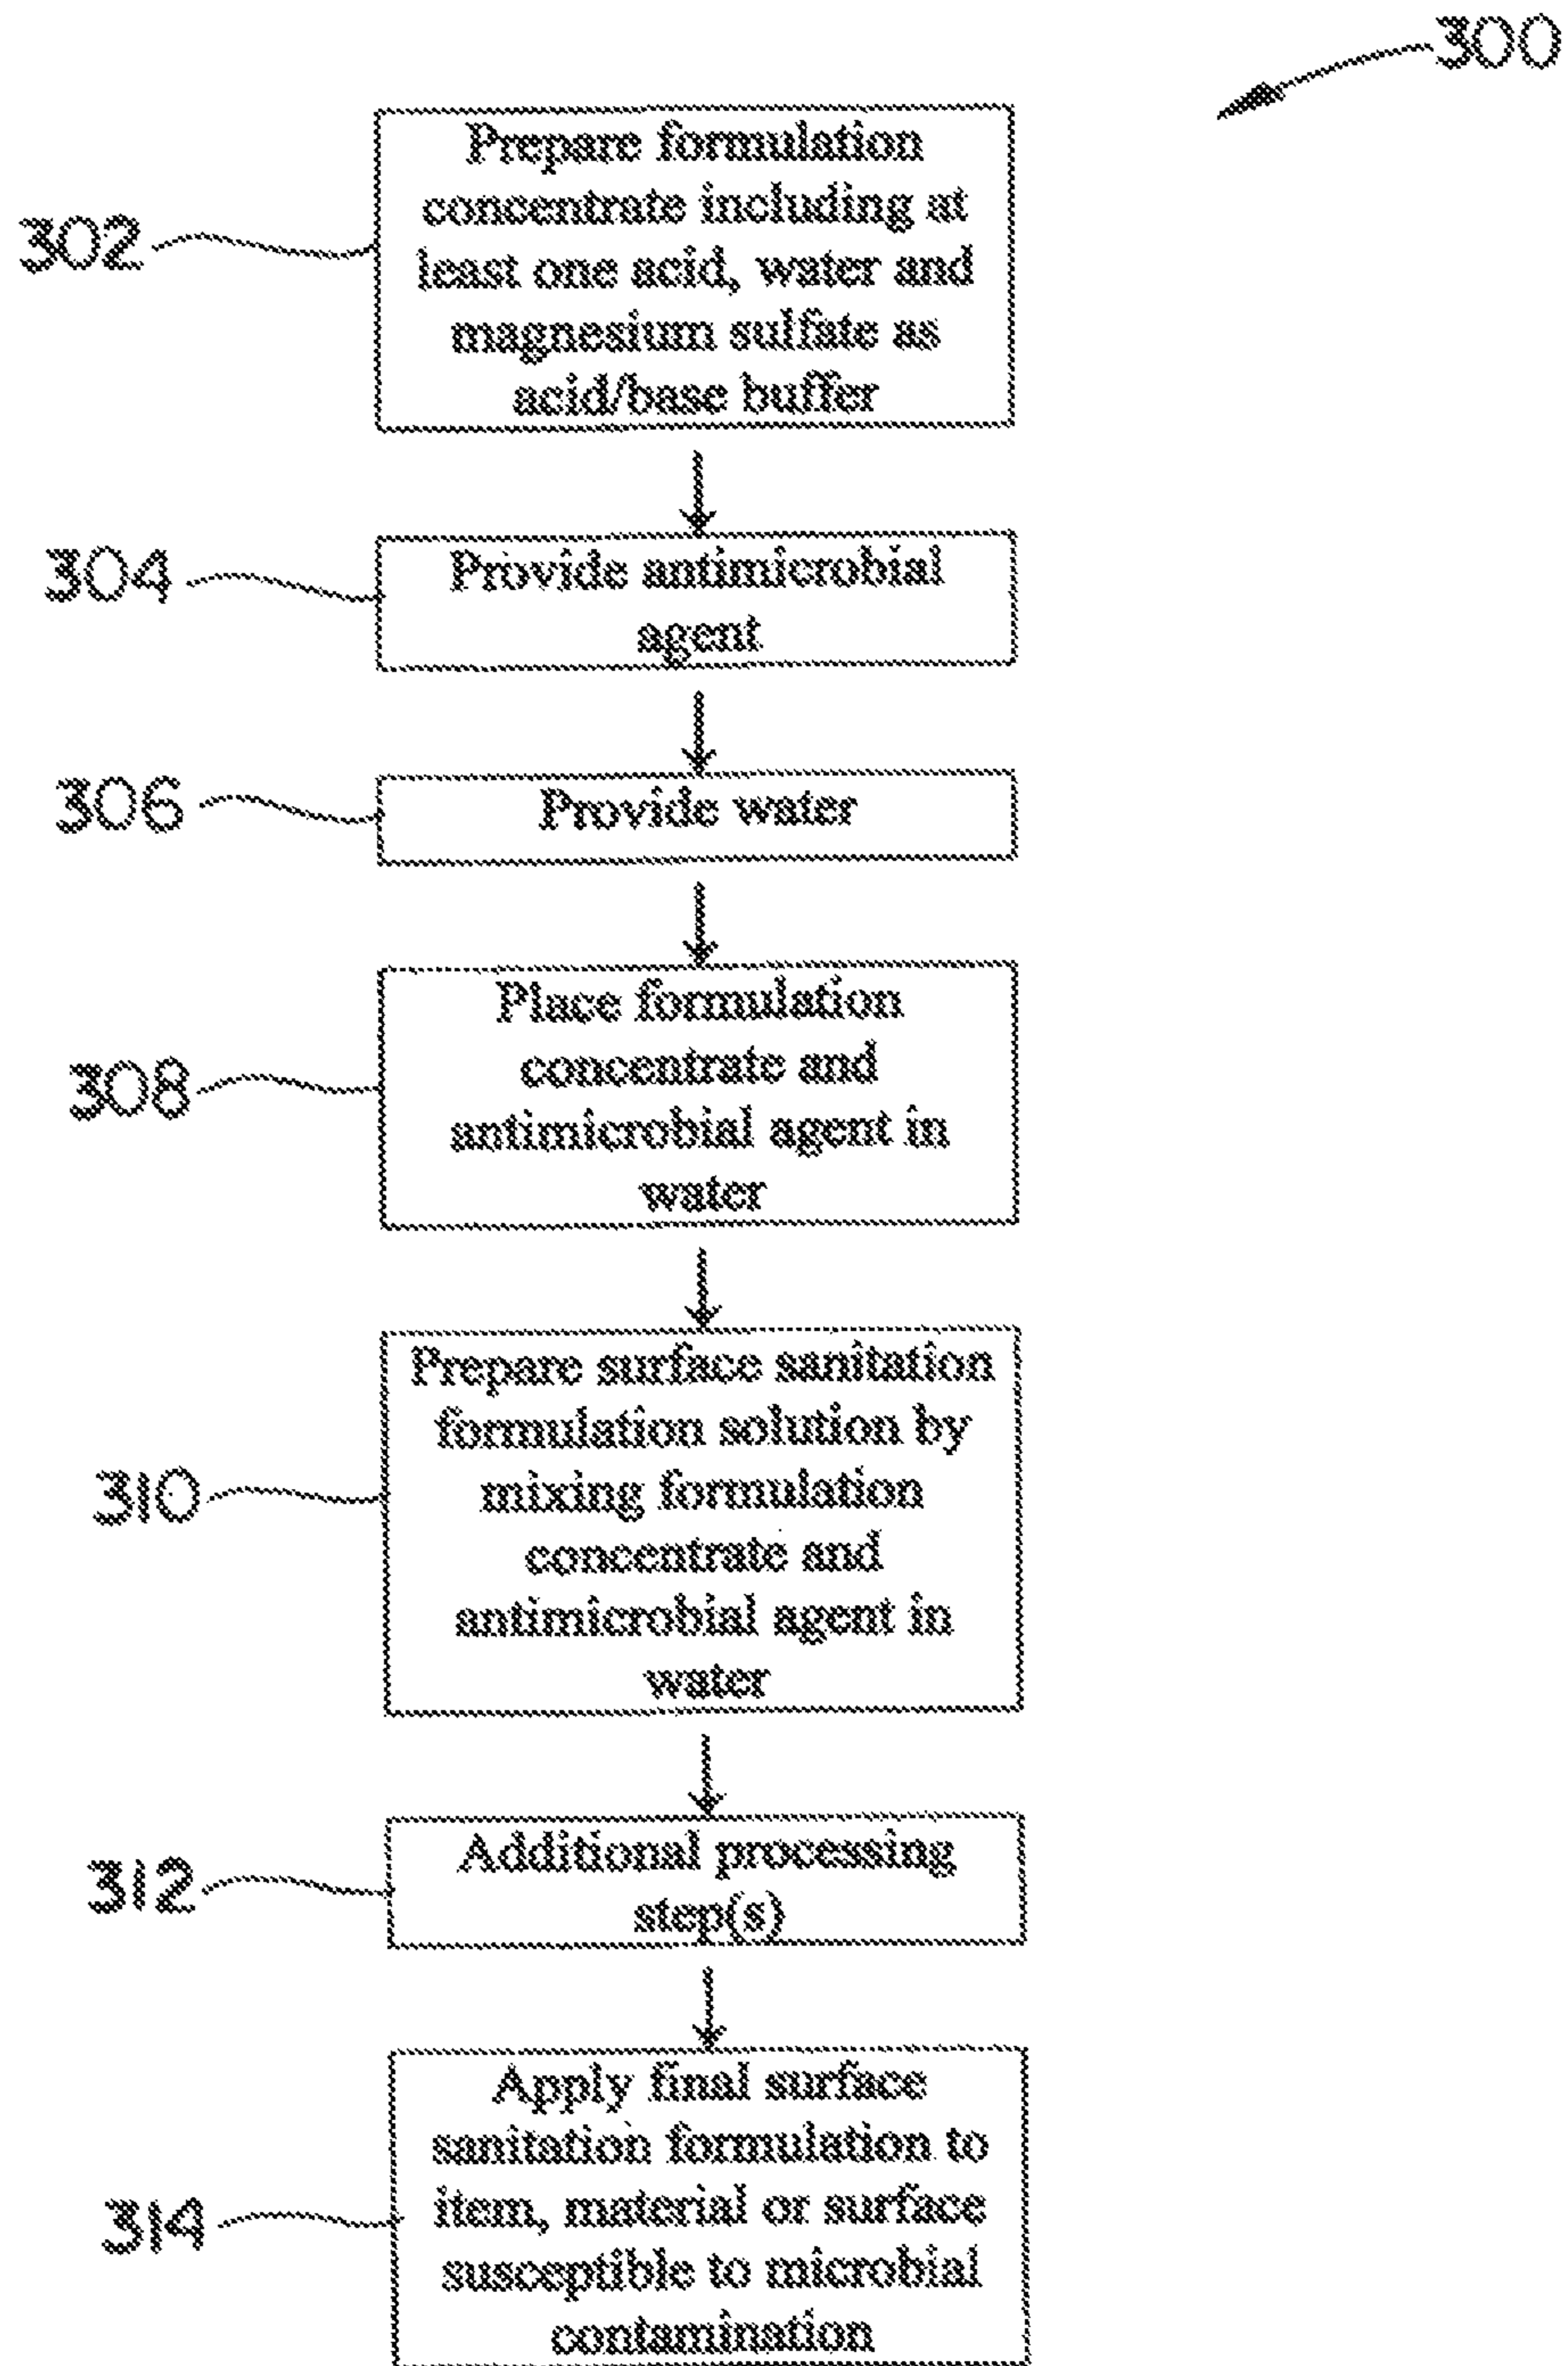 300
Prepare formulation
concentrate including at
least one acid, water and
magnesium sulfate as
acid/base buffer
302
Provide antimicrobial
agent
304
Provide water
306
Place formulation
concentrate and
antimicrobial agent in
water
308
Prepare surface sanitation
formulation solution by
mixing formulation
concentrate and
antimicrobial agent in
water
310
Additional processing
step(s)
312
Apply final surface
sanitation formulation to
item, material or surface
susceptible to microbial
contamination
314